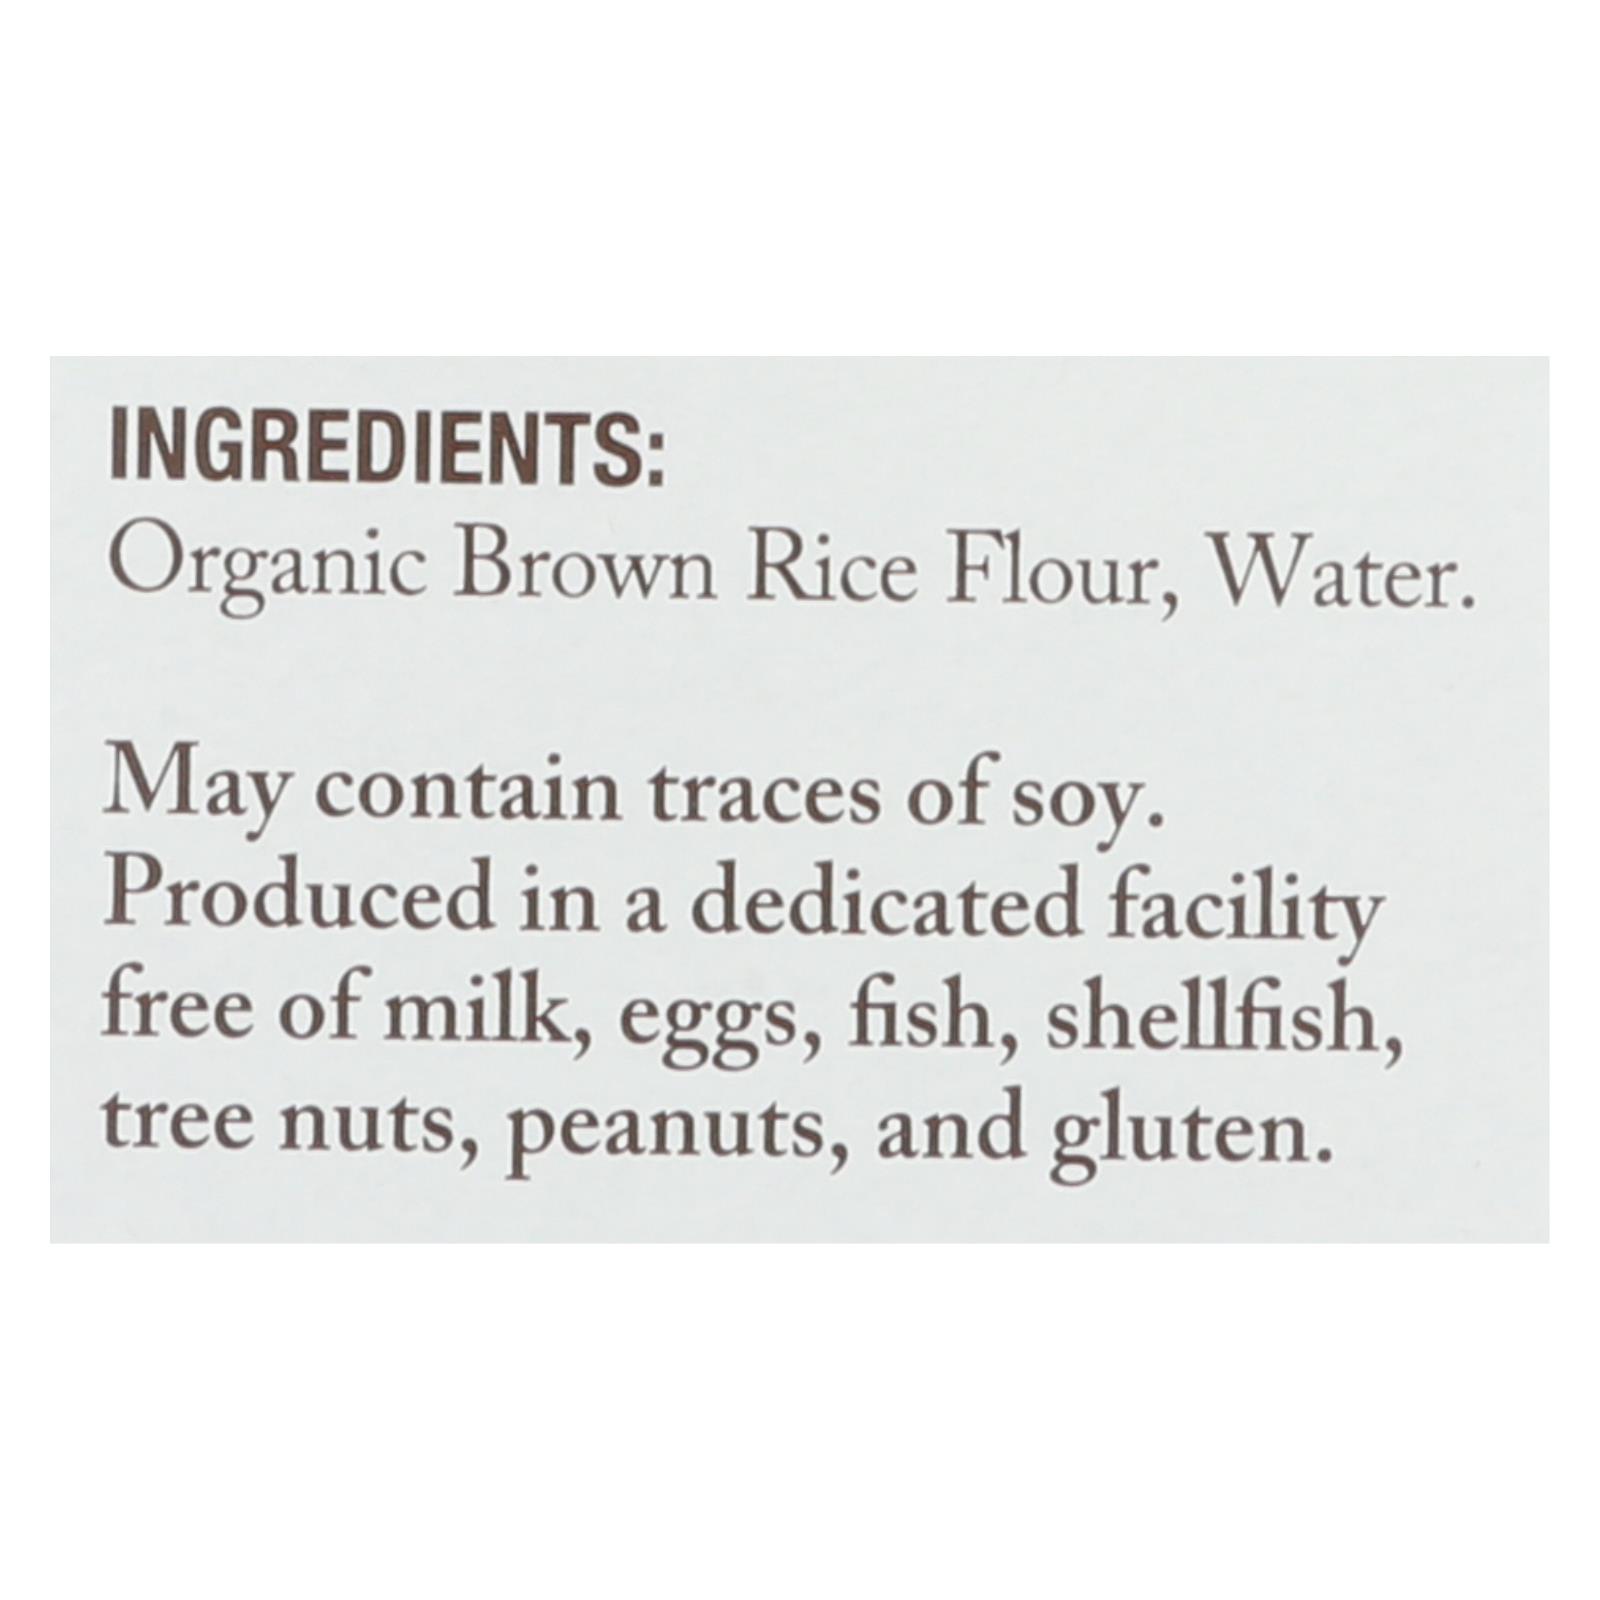 INGREDIENTS:
Organic Brown Rice Flour, Water.
May contain traces of soy.
Produced in a dedicated facility
free of milk, eggs, fish, shellfish,
tree nuts, peanuts, and gluten.